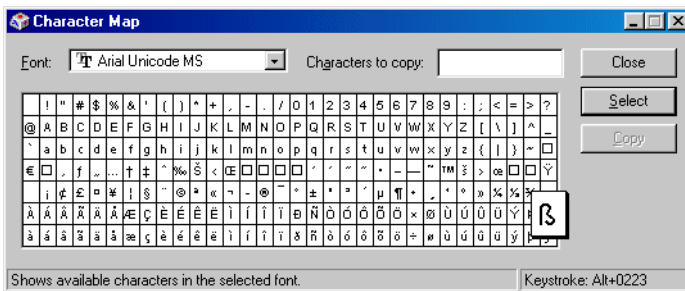 Character Map
Font: Arial Unicode MS
Characters to copy:
Close
Select
Copy
! " # $ % & ' ( ) * + , - . / 0 1 2 3 4 5 6 7 8 9 : ; < = > ?
@ A B C D E F G H I J K L M N O P Q R S T U V W X Y Z [ \ ] ^ _
` a b c d e f g h i j k l m n o p q r s t u v w x y z { | } ~ □
€ □ ‚ ƒ „ … † ‡ ˆ ‰ Š ‹ Œ □ □ □ □ ‘ ’ “ ” • – — ˜ ™ š › œ □ □ Ÿ
¡ ¢ £ ¤ ¥ ¦ § ¨ © ª « ¬ - ® ¯ ° ± ² ³ ´ µ ¶ · ¸ ¹ º » ¼ ½
À Á Â Ã Ä Å Æ Ç È É Ê Ë Ì Í Î Ï Ð Ñ Ò Ó Ô Õ Ö × Ø Ù Ú Û Ü Ý ß
à á â ã ä å æ ç è é ê ë ì í î ï ð ñ ò ó ô õ ö ÷ ø ù ú û ü ý
Shows available characters in the selected font.
Keystroke: Alt+0223